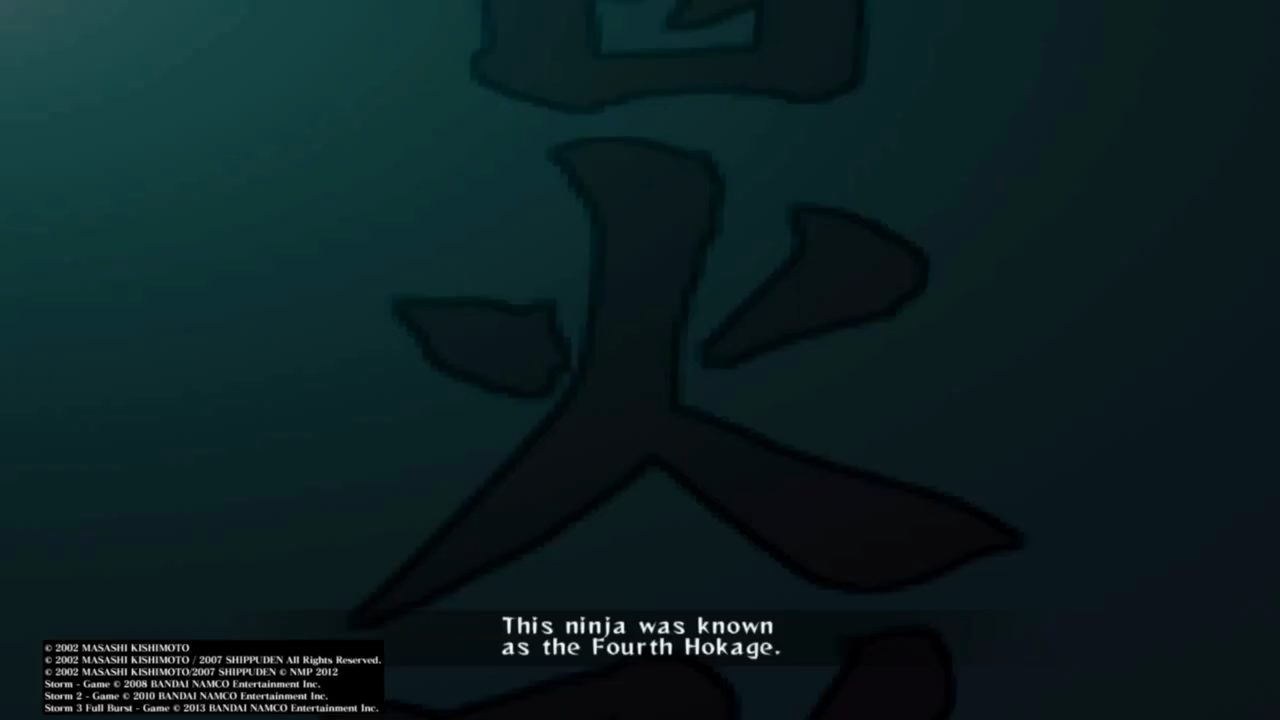 火
This ninja was known
as the Fourth Hokage.
© 2002 MASASHI KISHIMOTO
© 2002 MASASHI KISHIMOTO / 2007 SHIPPUDEN All Rights Reserved.
© 2002 MASASHI KISHIMOTO/2007 SHIPPUDEN © NMP 2012
Storm - Game © 2008 BANDAI NAMCO Entertainment Inc.
Storm 2 - Game © 2010 BANDAI NAMCO Entertainment Inc.
Storm 3 Full Burst - Game © 2013 BANDAI NAMCO Entertainment Inc.